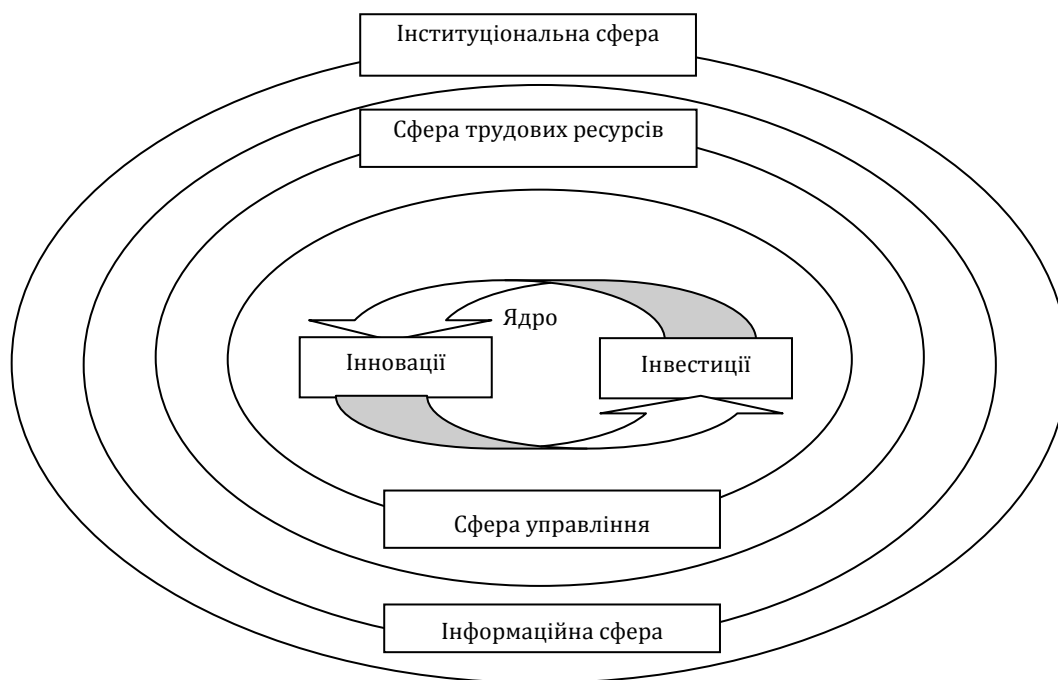 Інституціональна сфера
Сфера трудових ресурсів
Ядро
Інновації
Інвестиції
Сфера управління
Інформаційна сфера